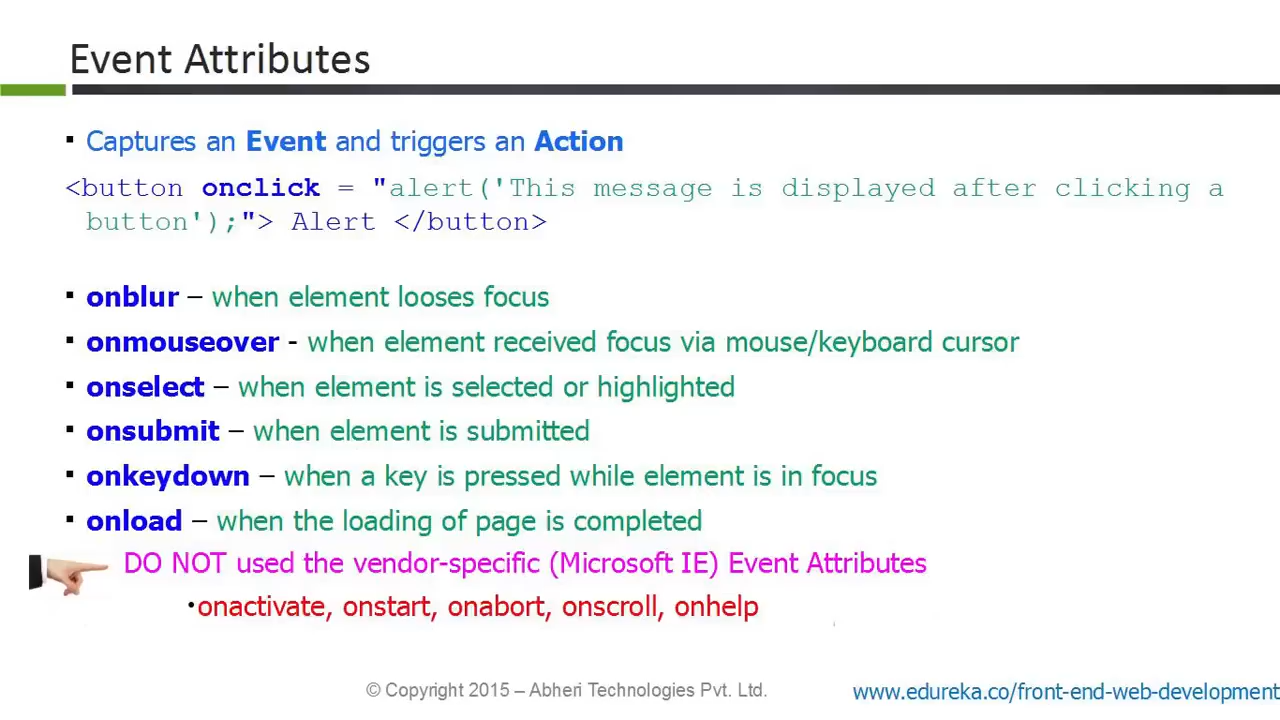 Event Attributes
▪ Captures an Event and triggers an Action
<button onclick = "alert('This message is displayed after clicking a
button');"> Alert </button>
▪ onblur – when element looses focus
▪ onmouseover - when element received focus via mouse/keyboard cursor
▪ onselect – when element is selected or highlighted
▪ onsubmit – when element is submitted
▪ onkeydown – when a key is pressed while element is in focus
▪ onload – when the loading of page is completed
DO NOT used the vendor-specific (Microsoft IE) Event Attributes
•onactivate, onstart, onabort, onscroll, onhelp
© Copyright 2015 – Abheri Technologies Pvt. Ltd.
www.edureka.co/front-end-web-development